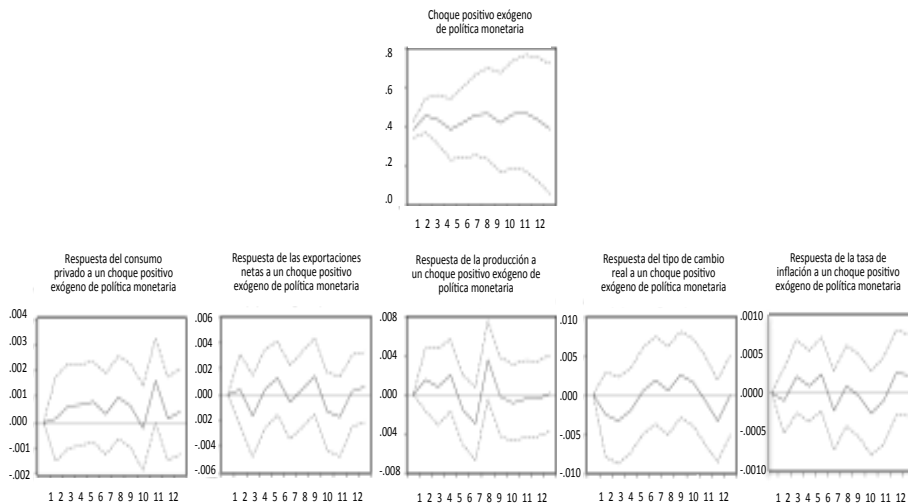 Choque positivo exógeno
de política monetaria
.8
.6
.4
.2
.0
1 2 3 4 5 6 7 8 9 10 11 12
Respuesta del consumo
privado a un choque positivo
exógeno de política monetaria
.004
.003
.002
.001
.000
-.001
-.002
1 2 3 4 5 6 7 8 9 10 11 12
Respuesta de las exportaciones
netas a un choque positivo
exógeno de política monetaria
.006
.004
.002
.000
-.002
-.004
-.006
1 2 3 4 5 6 7 8 9 10 11 12
Respuesta de la producción a
un choque positivo exógeno de
política monetaria
.008
.004
.000
-.004
-.008
1 2 3 4 5 6 7 8 9 10 11 12
Respuesta del tipo de cambio
real a un choque positivo
exógeno de política monetaria
.010
.005
.000
-.005
-.010
1 2 3 4 5 6 7 8 9 10 11 12
Respuesta de la tasa de
inflación a un choque positivo
exógeno de política monetaria
.0010
.0005
.0000
-.0005
-.0010
1 2 3 4 5 6 7 8 9 10 11 12